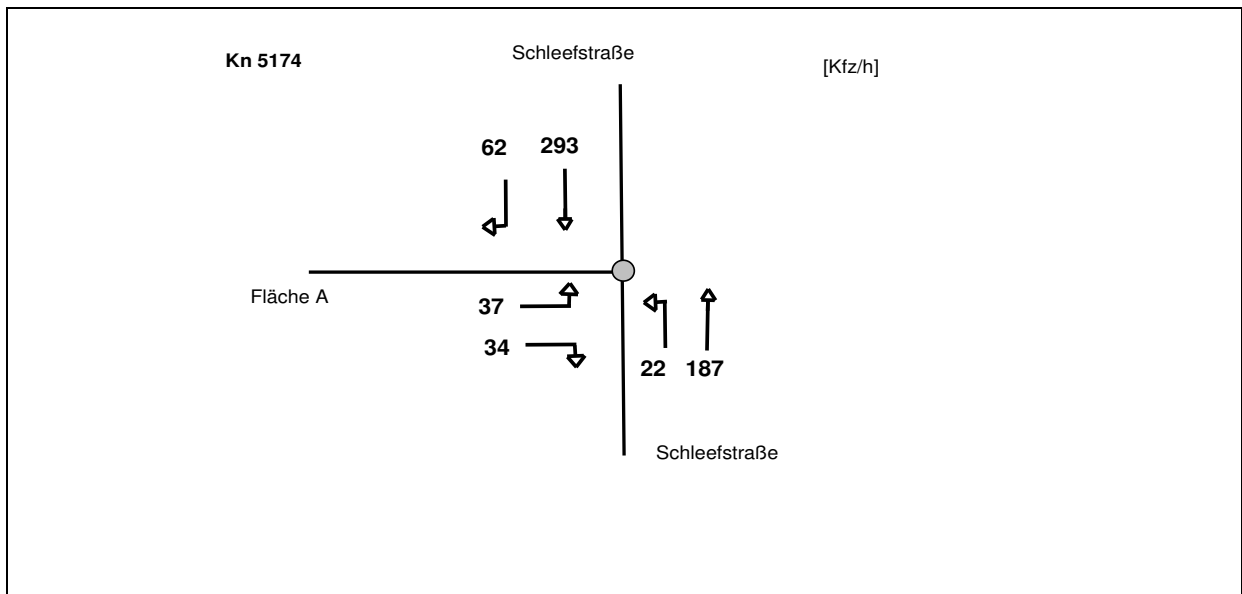 Kn 5174
Schleefstraße
[Kfz/h]
62 293
Fläche A
37
34
22 187
Schleefstraße